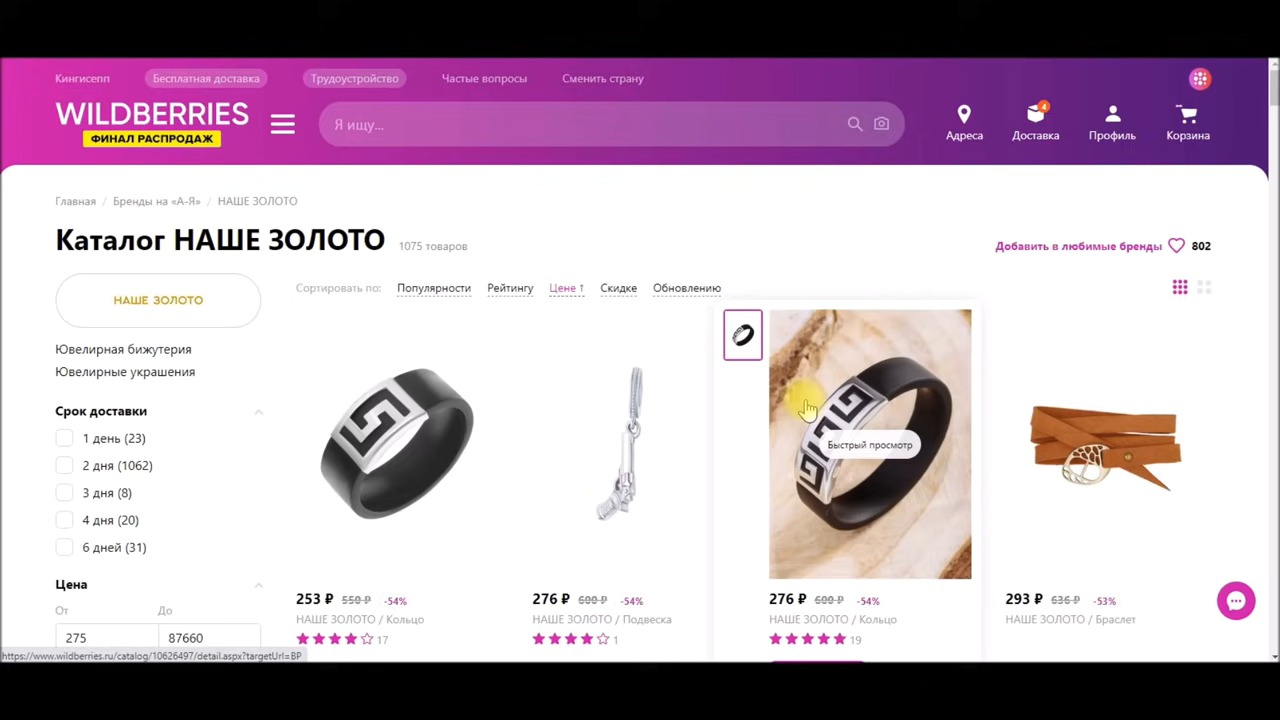 Кингисепп Бесплатная доставка Трудоустройство Частые вопросы Сменить страну
WILDBERRIES
ФИНАЛ РАСПРОДАЖ
Я ищу...
Адреса
4
Доставка
Профиль
Корзина
Главная / Бренды на «А-Я» / НАШЕ ЗОЛОТО
Каталог НАШЕ ЗОЛОТО 1075 товаров
Добавить в любимые бренды 802
НАШЕ ЗОЛОТО
Сортировать по: Популярности Рейтингу Цене ↑ Скидке Обновлению
Ювелирная бижутерия
Ювелирные украшения
Срок доставки
1 день (23)
2 дня (1062)
3 дня (8)
4 дня (20)
6 дней (31)
Цена
От До
275 87660
Быстрый просмотр
253 ₽ 550 ₽ -54%
НАШЕ ЗОЛОТО / Кольцо
17
276 ₽ 600 ₽ -54%
НАШЕ ЗОЛОТО / Подвеска
1
276 ₽ 600 ₽ -54%
НАШЕ ЗОЛОТО / Кольцо
19
293 ₽ 636 ₽ -53%
НАШЕ ЗОЛОТО / Браслет
https://www.wildberries.ru/catalog/10626497/detail.aspx?targetUrl=BP